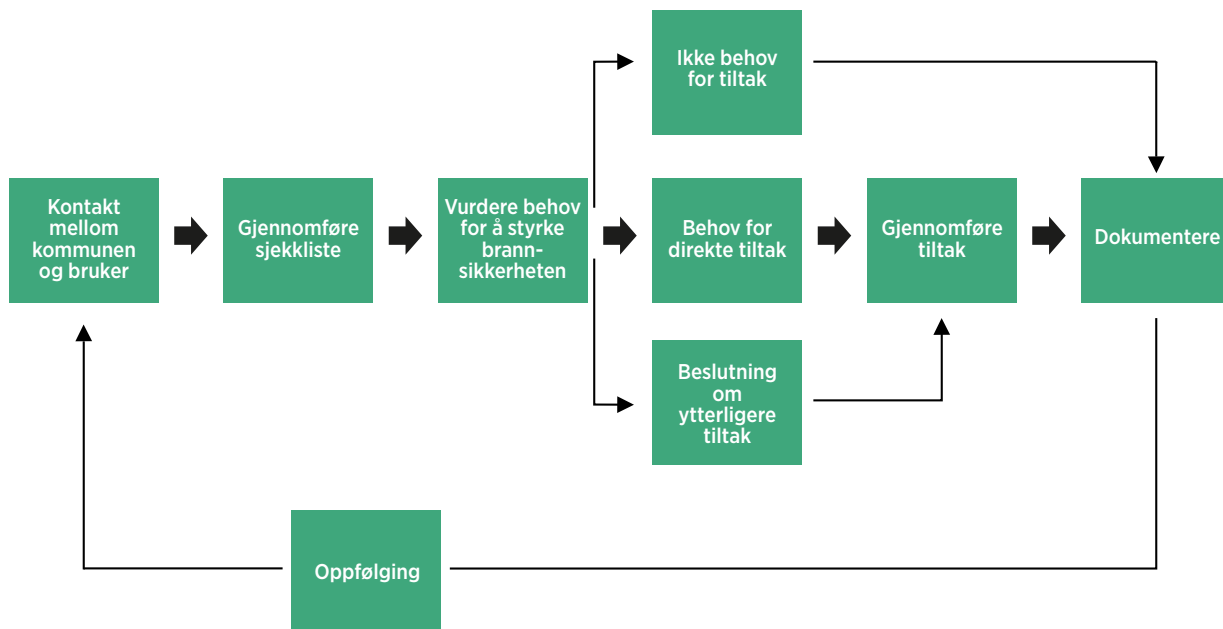 Ikke behov
for tiltak
Kontakt
mellom
kommunen
og bruker
Gjennomføre
sjekkliste
Vurdere behov
for å styrke
brann-
sikkerheten
Behov for
direkte tiltak
Gjennomføre
tiltak
Dokumentere
Beslutning
om
ytterligere
tiltak
Oppfølging